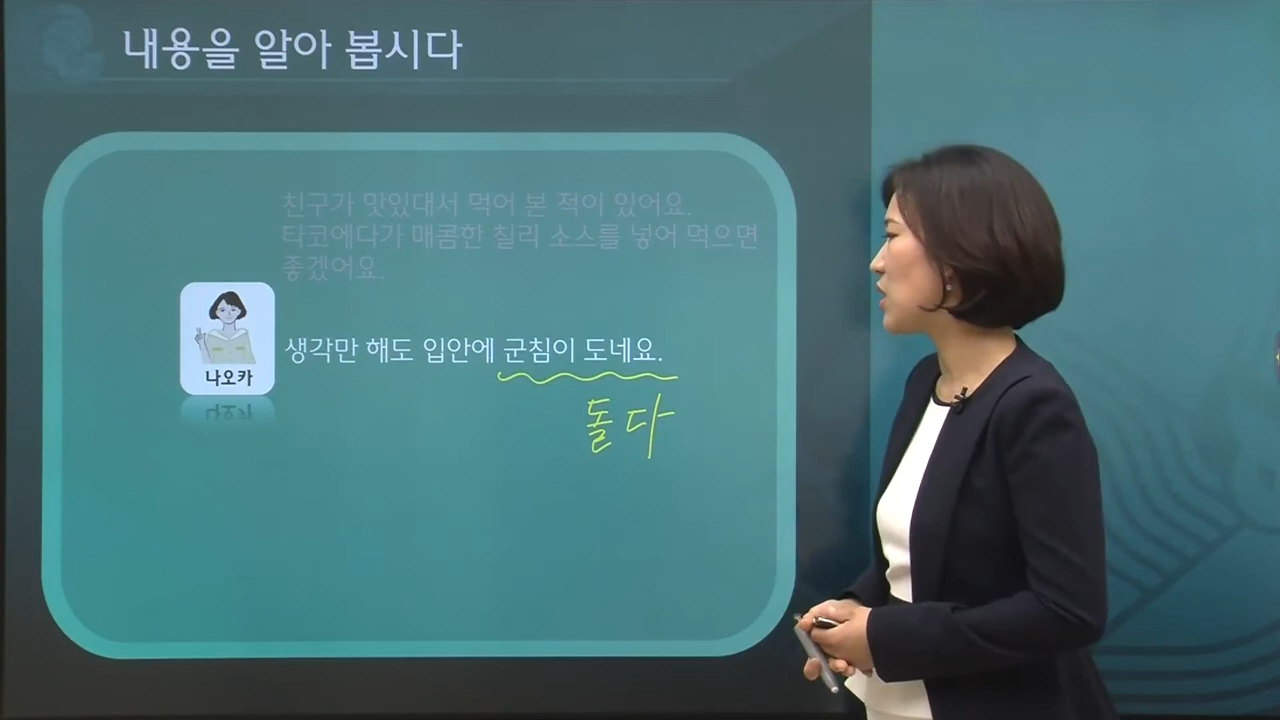 내용을 알아 봅시다
친구가 맛있대서 먹어 본 적이 있어요.
타코에다가 매콤한 칠리 소스를 넣어 먹으면
좋겠어요.
생각만 해도 입안에 군침이 도네요.
나오카
돌다